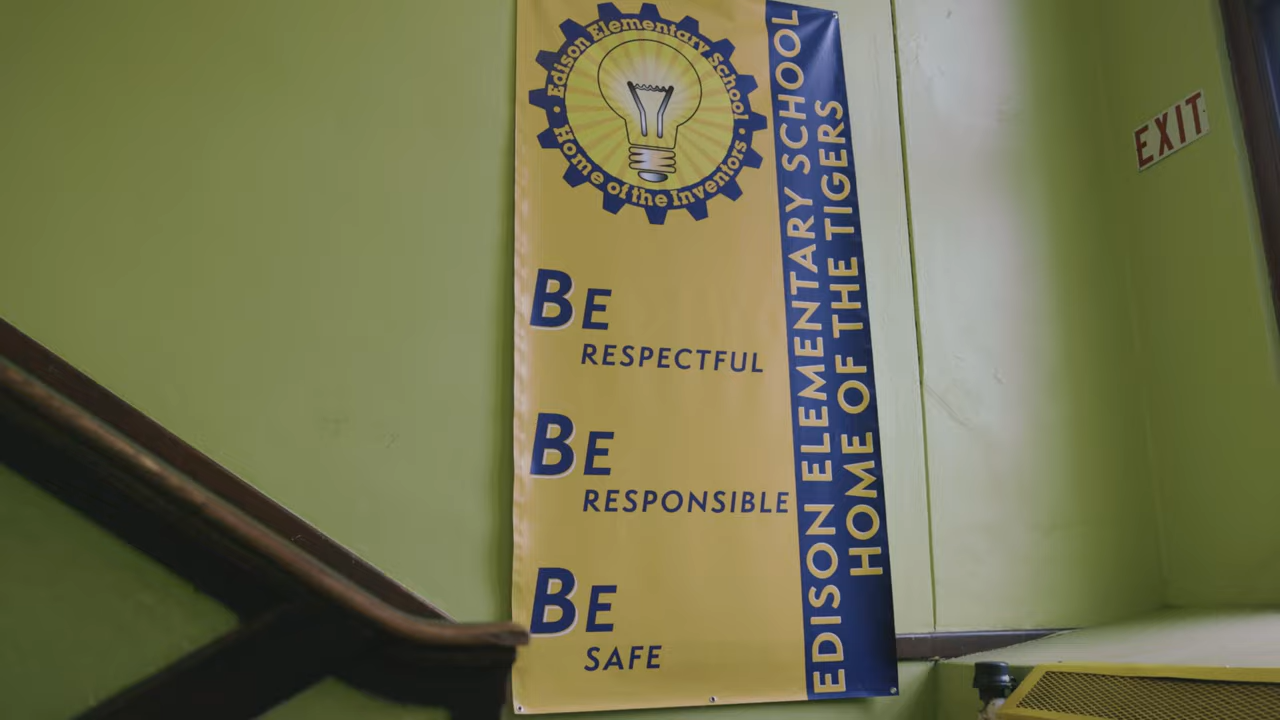 Edison Elementary School
• Home of the Inventors •
BE
RESPECTFUL
BE
RESPONSIBLE
BE
SAFE
EDISON ELEMENTARY SCHOOL
HOME OF THE TIGERS
EXIT